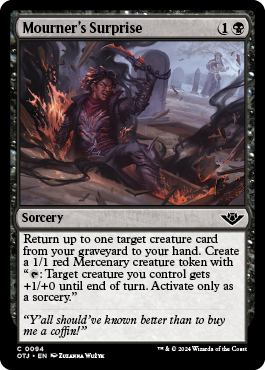 Mourner's Surprise 1
Sorcery
Return up to one target creature card
from your graveyard to your hand. Create
a 1/1 red Mercenary creature token with
“: Target creature you control gets
+1/+0 until end of turn. Activate only as
a sorcery.”
“Y'all should've known better than to buy
me a coffin!”
C 0094
OTJ • EN Zuzanna Wużyk
™ & © 2024 Wizards of the Coast